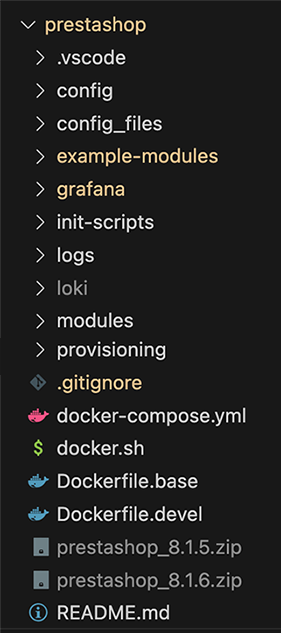 prestashop
.vscode
config
config_files
example-modules
grafana
init-scripts
logs
loki
modules
provisioning
.gitignore
docker-compose.yml
docker.sh
Dockerfile.base
Dockerfile.devel
prestashop_8.1.5.zip
prestashop_8.1.6.zip
README.md